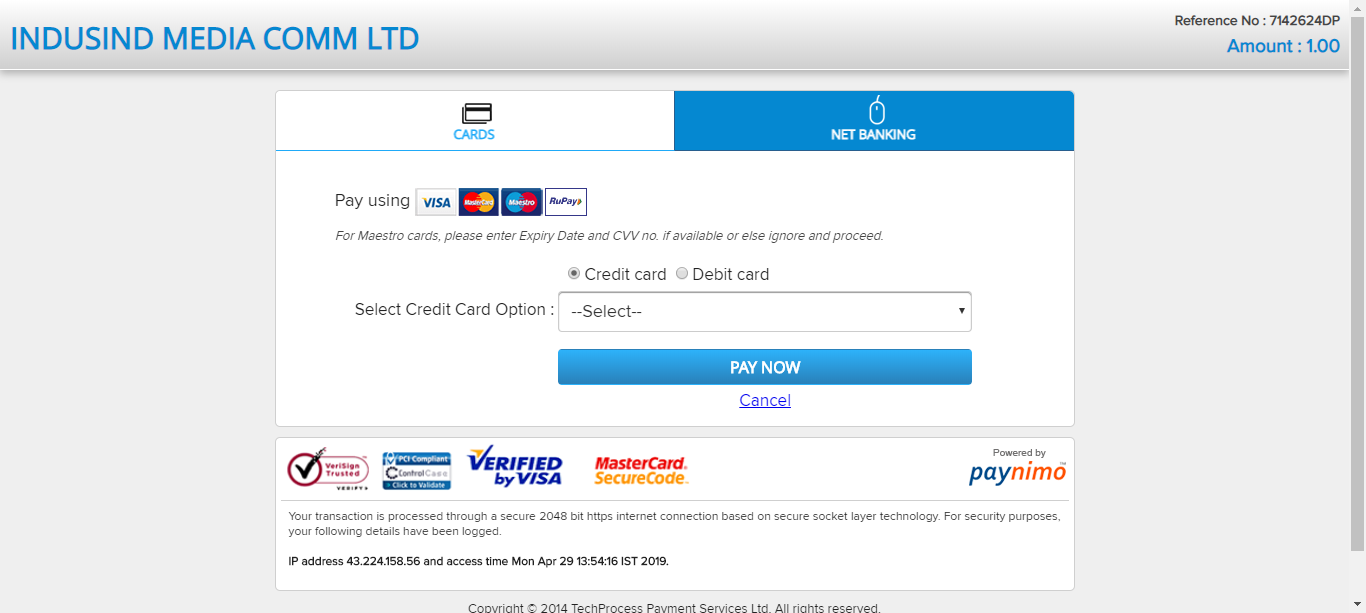 INDUSIND MEDIA COMM LTD
Reference No : 7142624DP
Amount : 1.00
CARDS
NET BANKING
Pay using VISA MasterCard Maestro RuPay
For Maestro cards, please enter Expiry Date and CVV no. if available or else ignore and proceed.
Credit card Debit card
Select Credit Card Option : --Select--
PAY NOW
Cancel
VeriSign
Trusted
VERIFY
PCI Compliant
ControlCase
Click to Validate
VERIFIED
by VISA
MasterCard.
SecureCode.
Powered by
paynimo
Your transaction is processed through a secure 2048 bit https internet connection based on secure socket layer technology. For security purposes,
your following details have been logged.
IP address 43.224.158.56 and access time Mon Apr 29 13:54:16 IST 2019.
Copyright © 2014 TechProcess Payment Services Ltd. All rights reserved.